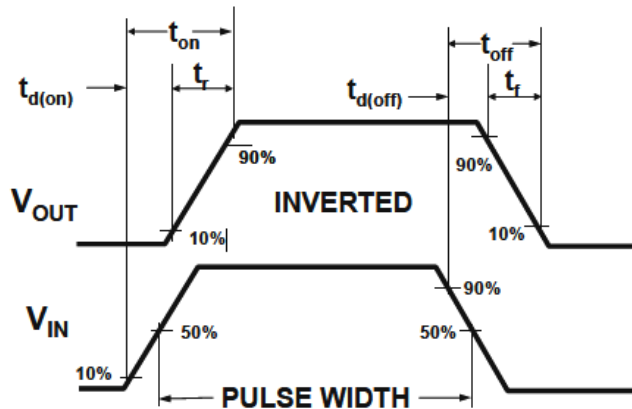 t_on t_off
t_d(on) t_r t_d(off) t_f
90% 90%
V_OUT INVERTED
10% 10%
90%
V_IN 50% 50%
10%
PULSE WIDTH